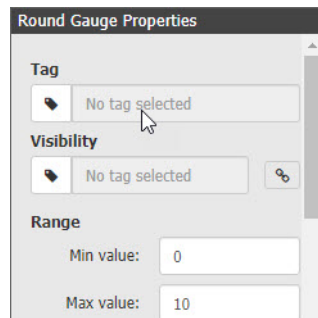 Round Gauge Properties
Tag
No tag selected
Visibility
No tag selected
Range
Min value: 0
Max value: 10